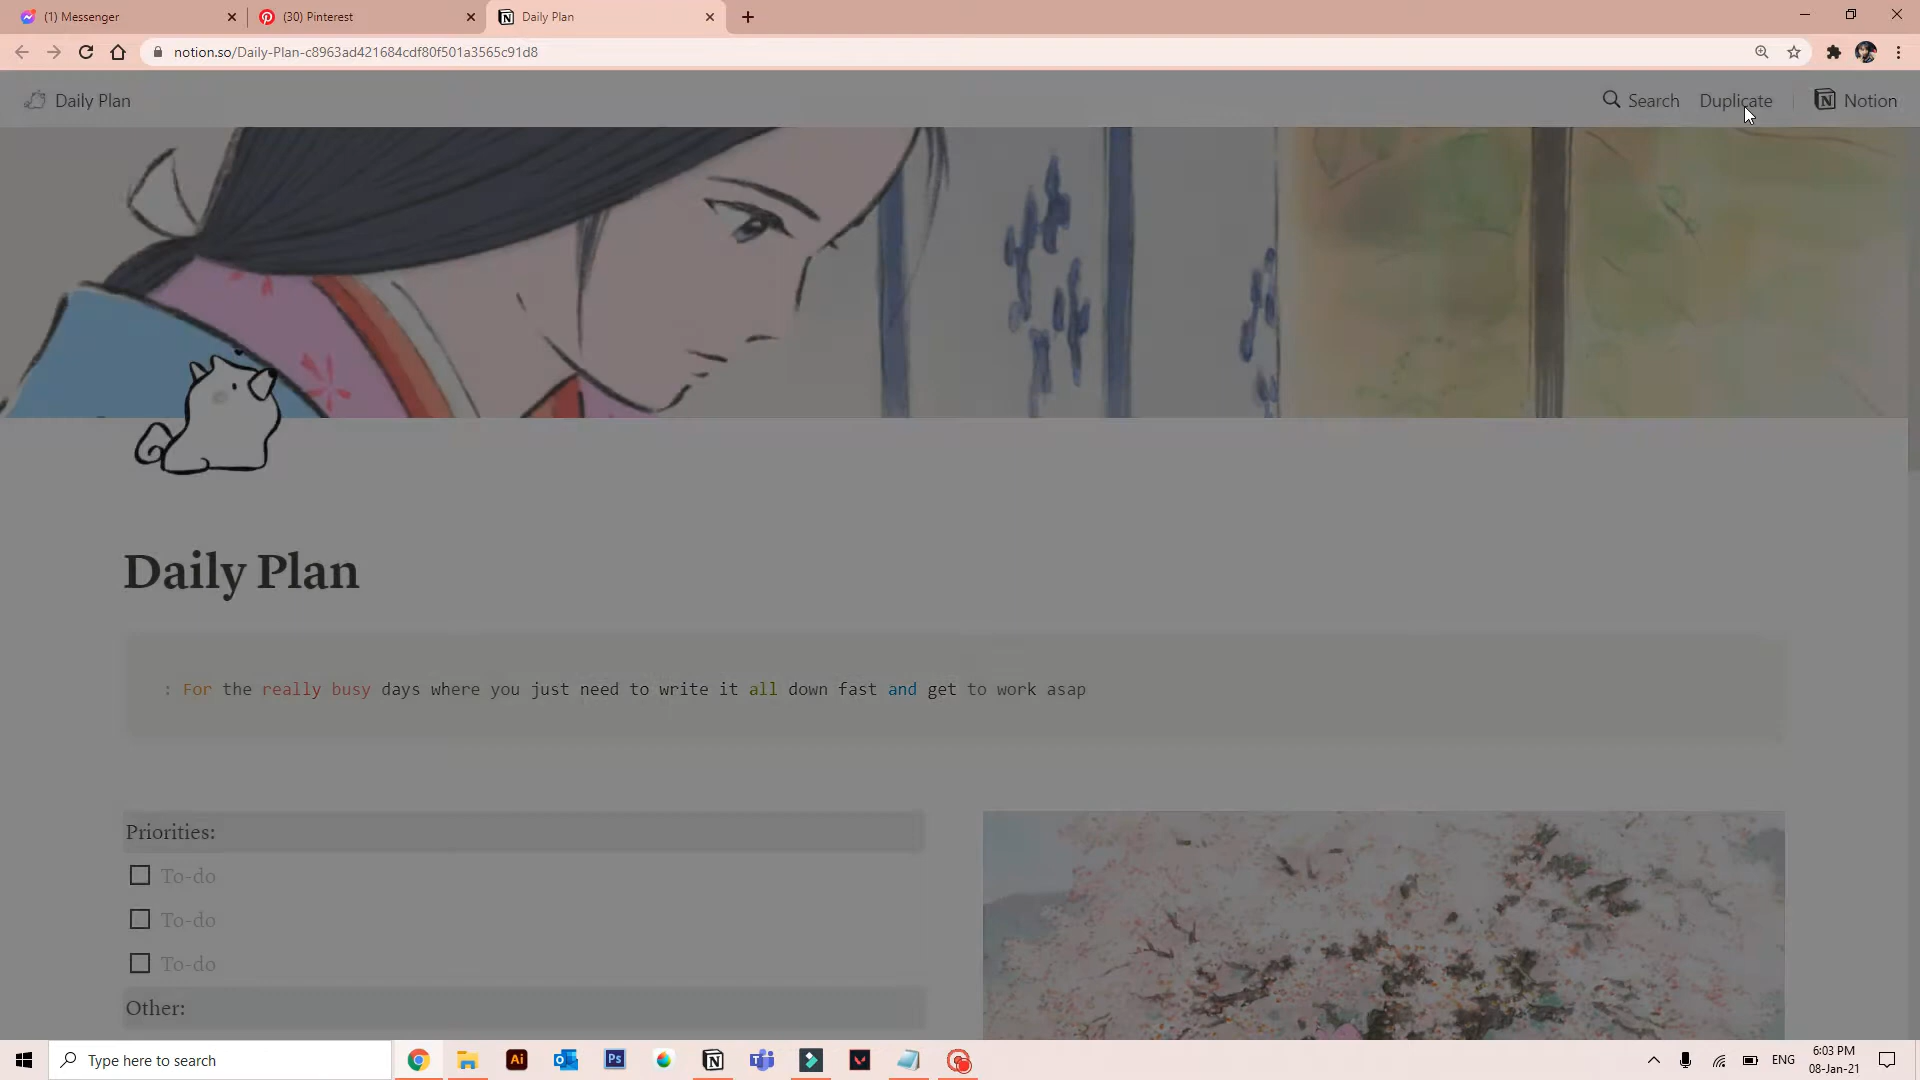 (1) Messenger
(30) Pinterest
Daily Plan
notion.so/Daily-Plan-c8963ad421684cdf80f501a3565c91d8
Daily Plan
Search
Duplicate
Notion
Daily Plan
: For the really busy days where you just need to write it all down fast and get to work asap
Priorities:
To-do
To-do
To-do
Other:
Type here to search
Ai
Ps
ENG
6:03 PM
08-Jan-21